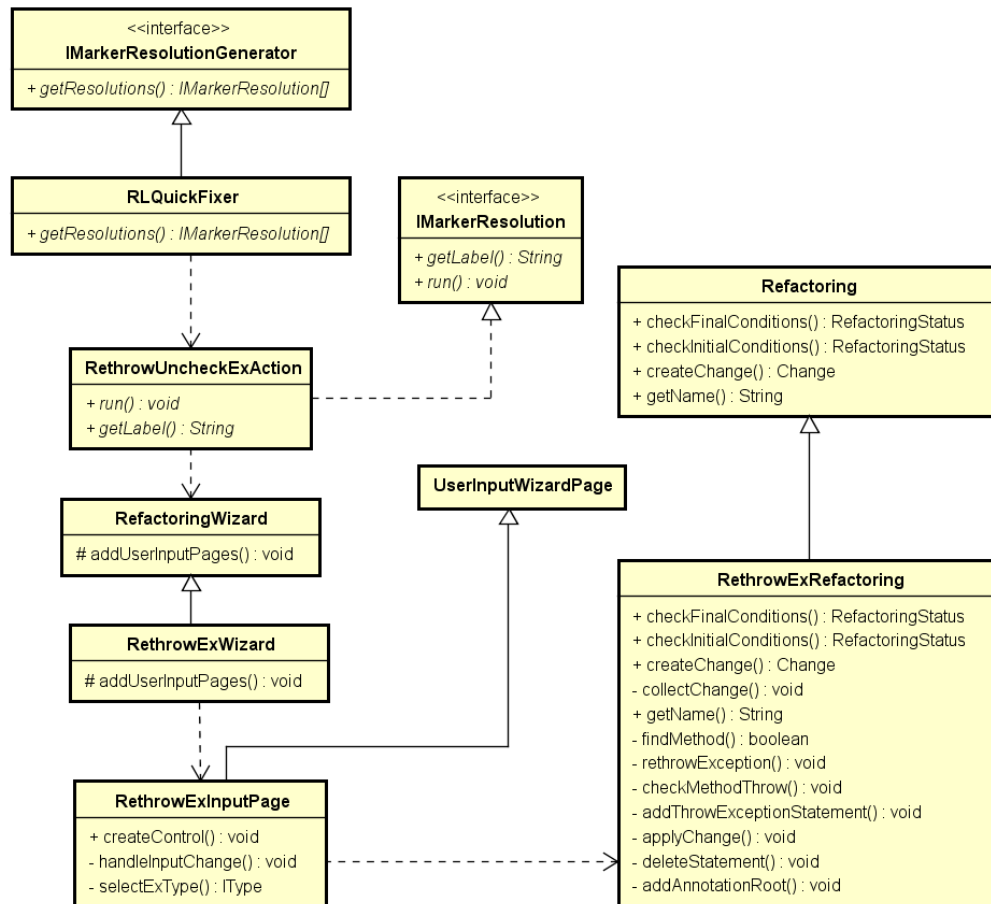 <<interface>>
IMarkerResolutionGenerator
+ getResolutions() : IMarkerResolution[]
RLQuickFixer
+ getResolutions() : IMarkerResolution[]
<<interface>>
IMarkerResolution
+ getLabel() : String
+ run() : void
Refactoring
+ checkFinalConditions() : RefactoringStatus
+ checkInitialConditions() : RefactoringStatus
+ createChange() : Change
+ getName() : String
RethrowUncheckExAction
+ run() : void
+ getLabel() : String
UserInputWizardPage
RefactoringWizard
# addUserInputPages() : void
RethrowExWizard
# addUserInputPages() : void
RethrowExInputPage
+ createControl() : void
- handleInputChange() : void
- selectExType() : IType
RethrowExRefactoring
+ checkFinalConditions() : RefactoringStatus
+ checkInitialConditions() : RefactoringStatus
+ createChange() : Change
- collectChange() : void
+ getName() : String
- findMethod() : boolean
- rethrowException() : void
- checkMethodThrow() : void
- addThrowExceptionStatement() : void
- applyChange() : void
- deleteStatement() : void
- addAnnotationRoot() : void